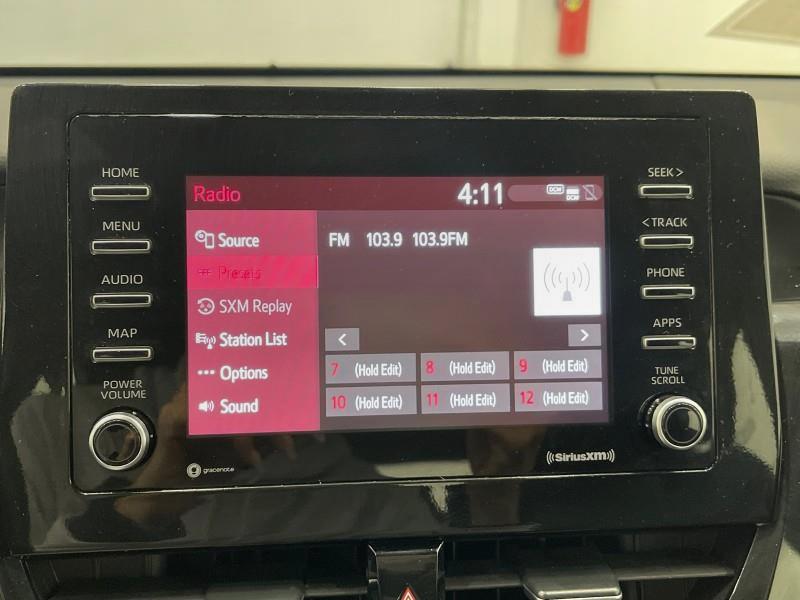 HOME
MENU
AUDIO
MAP
POWER
VOLUME
Radio 4:11 DCM
DCM
Source
Presets
SXM Replay
Station List
Options
Sound
FM 103.9 103.9FM
< >
7 (Hold Edit) 8 (Hold Edit) 9 (Hold Edit)
10 (Hold Edit) 11 (Hold Edit) 12 (Hold Edit)
SEEK >
< TRACK
PHONE
APPS
TUNE
SCROLL
gracenote
((SiriusXM))